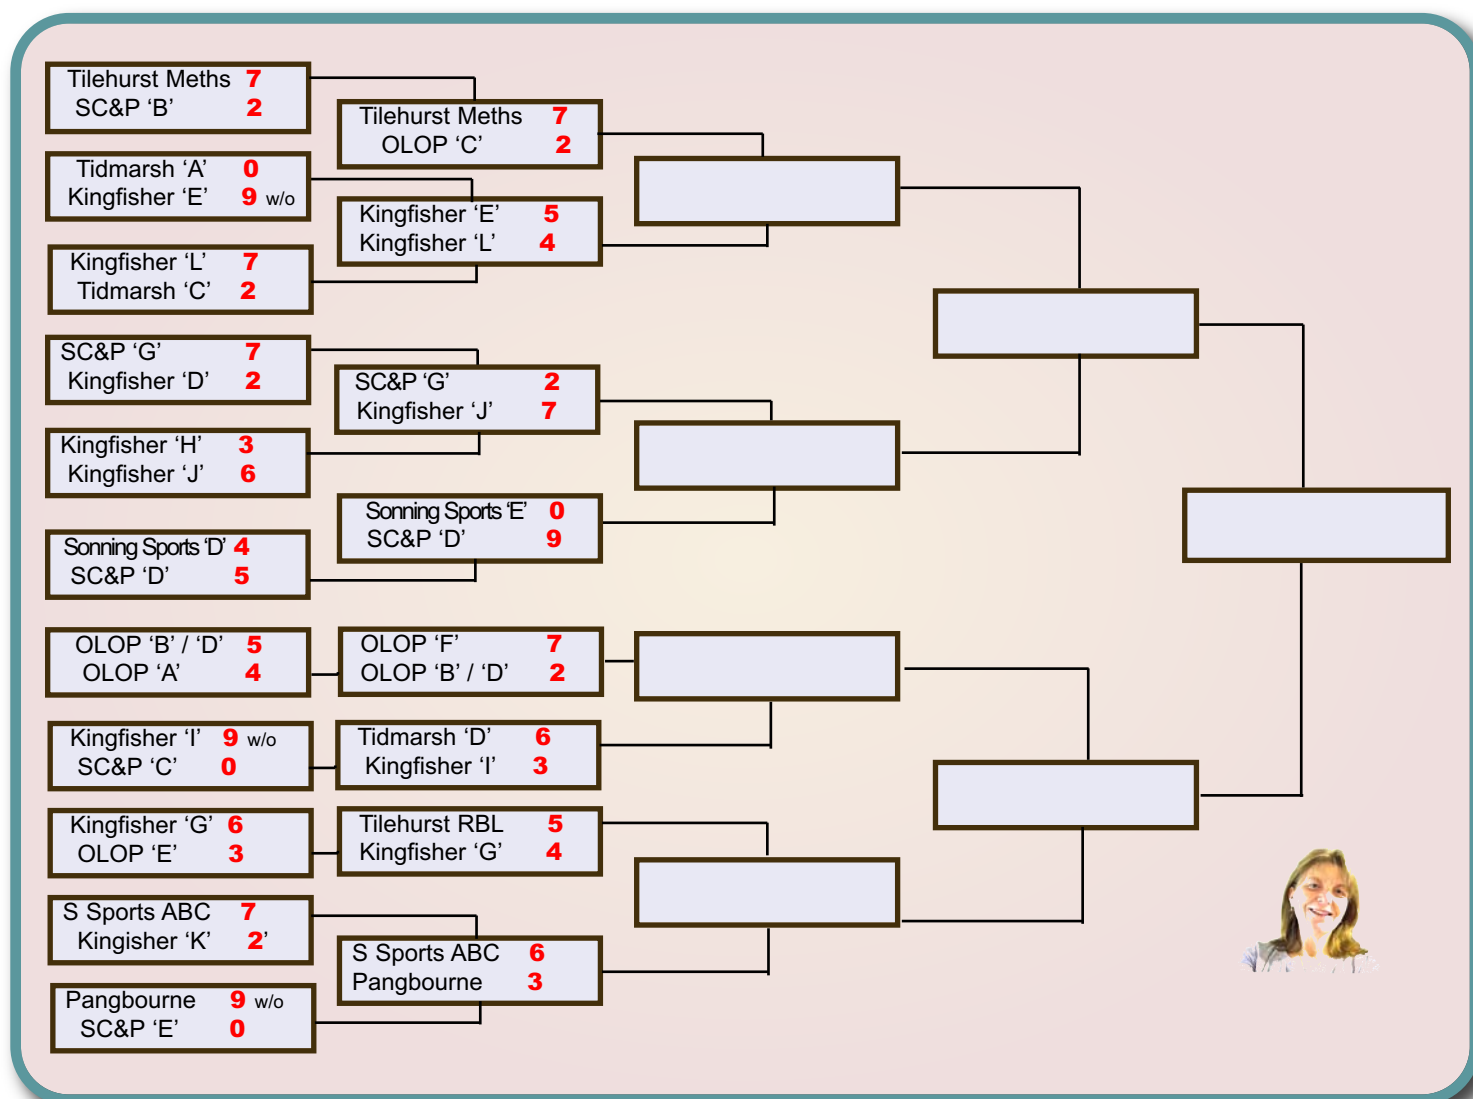 Tilehurst Meths 7
SC&P ‘B’ 2
Tidmarsh ‘A’ 0
Kingfisher ‘E’ 9 w/o
Kingfisher ‘L’ 7
Tidmarsh ‘C’ 2
SC&P ‘G’ 7
Kingfisher ‘D’ 2
Kingfisher ‘H’ 3
Kingfisher ‘J’ 6
Sonning Sports ‘D’ 4
SC&P ‘D’ 5
OLOP ‘B’ / ‘D’ 5
OLOP ‘A’ 4
Kingfisher ‘I’ 9 w/o
SC&P ‘C’ 0
Kingfisher ‘G’ 6
OLOP ‘E’ 3
S Sports ABC 7
Kingisher ‘K’ 2’
Pangbourne 9 w/o
SC&P ‘E’ 0
Tilehurst Meths 7
OLOP ‘C’ 2
Kingfisher ‘E’ 5
Kingfisher ‘L’ 4
SC&P ‘G’ 2
Kingfisher ‘J’ 7
Sonning Sports ‘E’ 0
SC&P ‘D’ 9
OLOP ‘F’ 7
OLOP ‘B’ / ‘D’ 2
Tidmarsh ‘D’ 6
Kingfisher ‘I’ 3
Tilehurst RBL 5
Kingfisher ‘G’ 4
S Sports ABC 6
Pangbourne 3